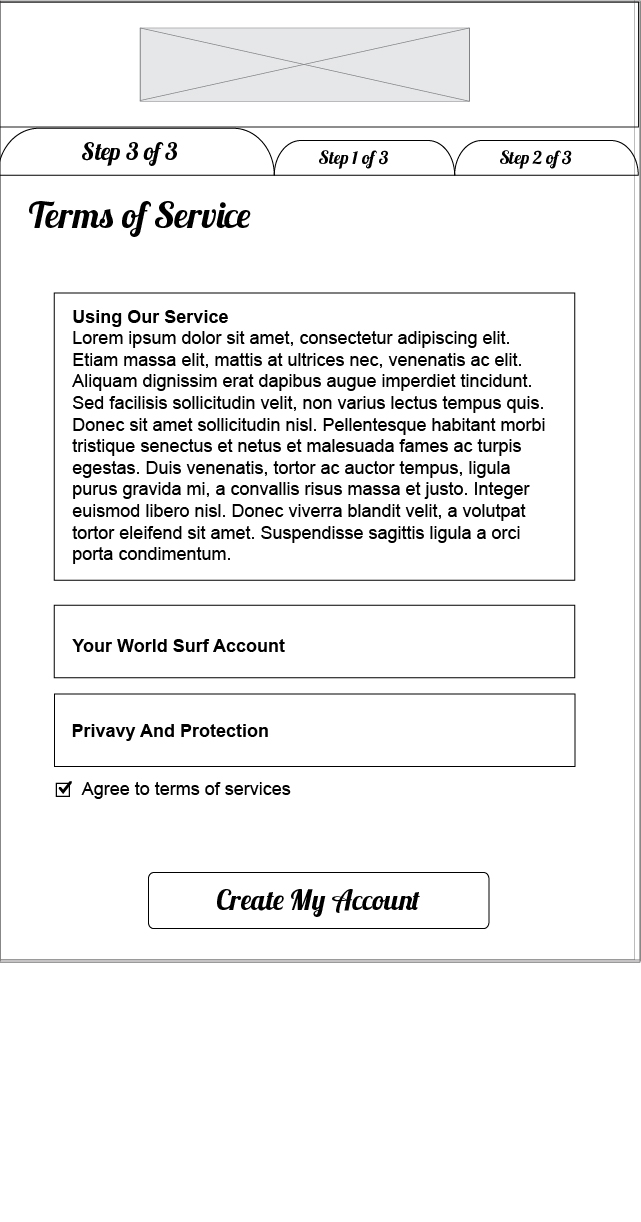 Step 3 of 3
Step 1 of 3
Step 2 of 3
Terms of Service
Using Our Service
Lorem ipsum dolor sit amet, consectetur adipiscing elit.
Etiam massa elit, mattis at ultrices nec, venenatis ac elit.
Aliquam dignissim erat dapibus augue imperdiet tincidunt.
Sed facilisis sollicitudin velit, non varius lectus tempus quis.
Donec sit amet sollicitudin nisl. Pellentesque habitant morbi
tristique senectus et netus et malesuada fames ac turpis
egestas. Duis venenatis, tortor ac auctor tempus, ligula
purus gravida mi, a convallis risus massa et justo. Integer
euismod libero nisl. Donec viverra blandit velit, a volutpat
tortor eleifend sit amet. Suspendisse sagittis ligula a orci
porta condimentum.
Your World Surf Account
Privavy And Protection
Agree to terms of services
Create My Account